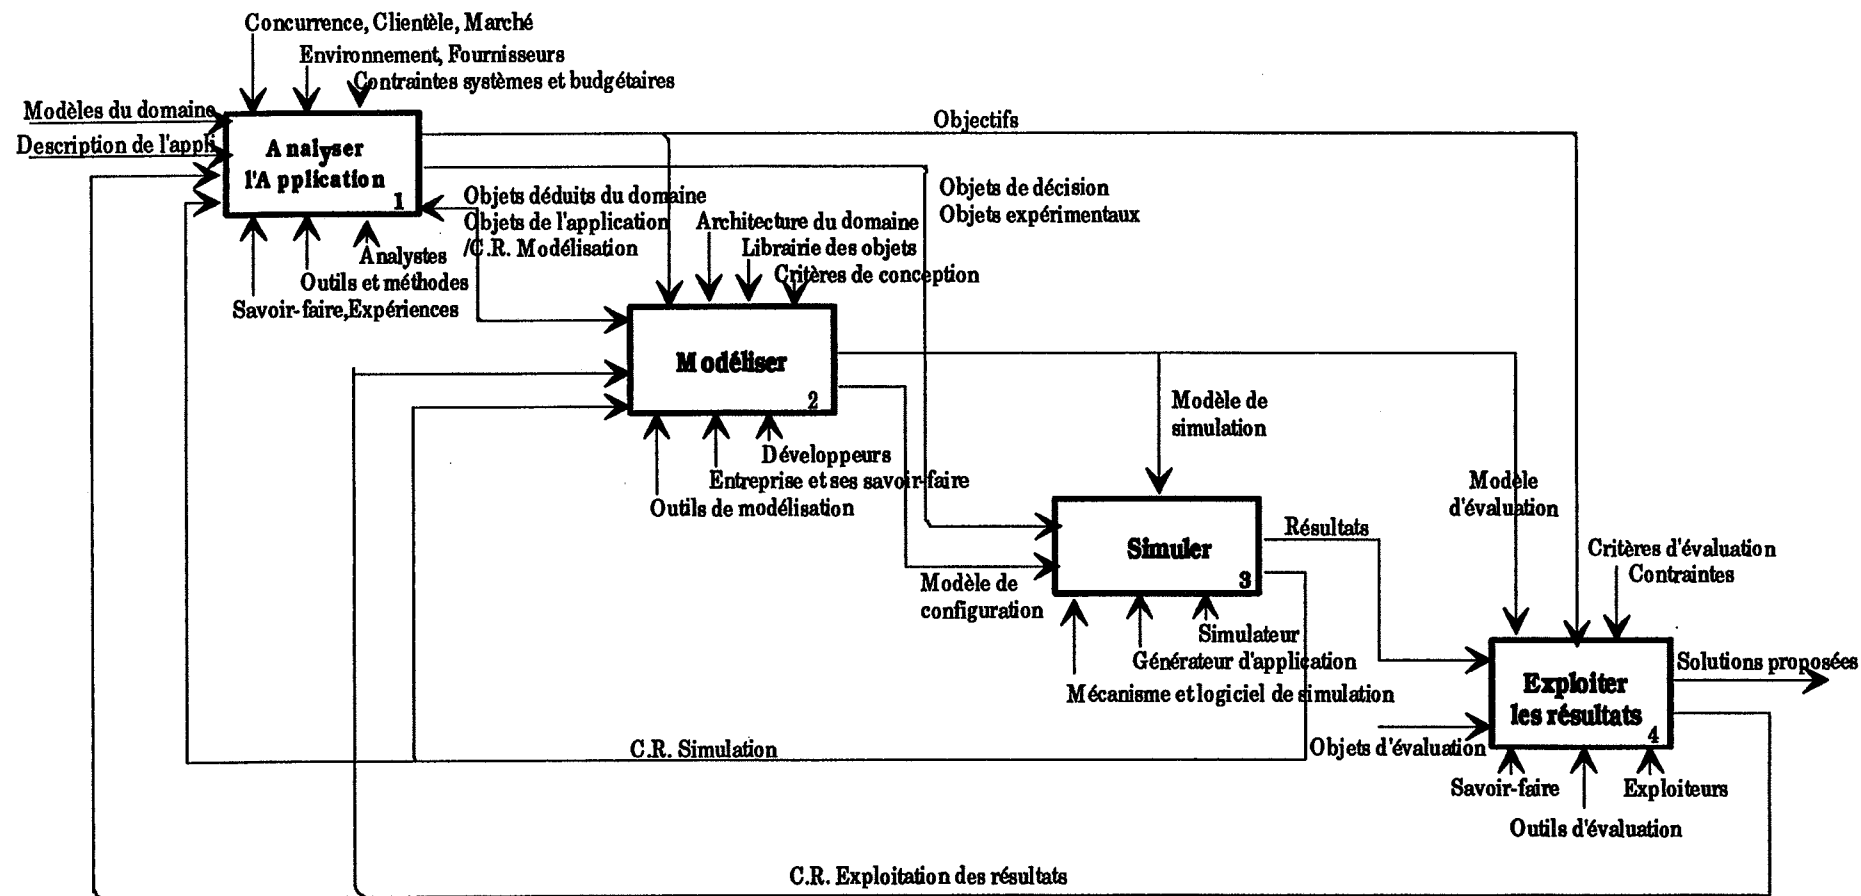 Concurrence, Clientèle, Marché
Environnement, Fournisseurs
Contraintes systèmes et budgétaires
Modèles du domaine
Description de l'appli.
Analyser
l'Application
1
Objectifs
Objets de décision
Objets expérimentaux
Objets déduits du domaine
Objets de l'application
/C.R. Modélisation
Analystes
Outils et méthodes
Savoir-faire,Expériences
Architecture du domaine
Librairie des objets
Critères de conception
Modéliser
2
Développeurs
Entreprise et ses savoir-faire
Outils de modélisation
Modèle de
simulation
Modèle
d'évaluation
Modèle de
configuration
Simuler
3
Résultats
Simulateur
Générateur d'application
Mécanisme et logiciel de simulation
Critères d'évaluation
Contraintes
Exploiter
les résultats
4
Solutions proposées
Objets d'évaluation
Savoir-faire
Exploiteurs
Outils d'évaluation
C.R. Simulation
C.R. Exploitation des résultats